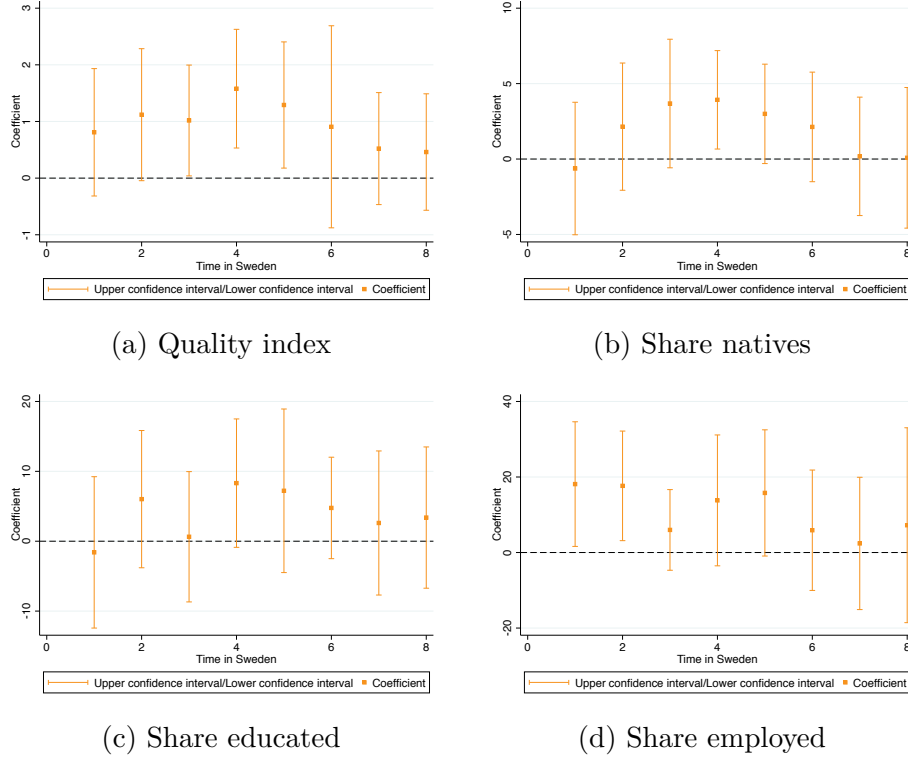 3
2
1
0
-1
Coefficient
0 2 4 6 8
Time in Sweden
Upper confidence interval/Lower confidence interval Coefficient
(a) Quality index
10
5
0
-5
Coefficient
0 2 4 6 8
Time in Sweden
Upper confidence interval/Lower confidence interval Coefficient
(b) Share natives
20
10
0
-10
Coefficient
0 2 4 6 8
Time in Sweden
Upper confidence interval/Lower confidence interval Coefficient
(c) Share educated
40
20
0
-20
Coefficient
0 2 4 6 8
Time in Sweden
Upper confidence interval/Lower confidence interval Coefficient
(d) Share employed